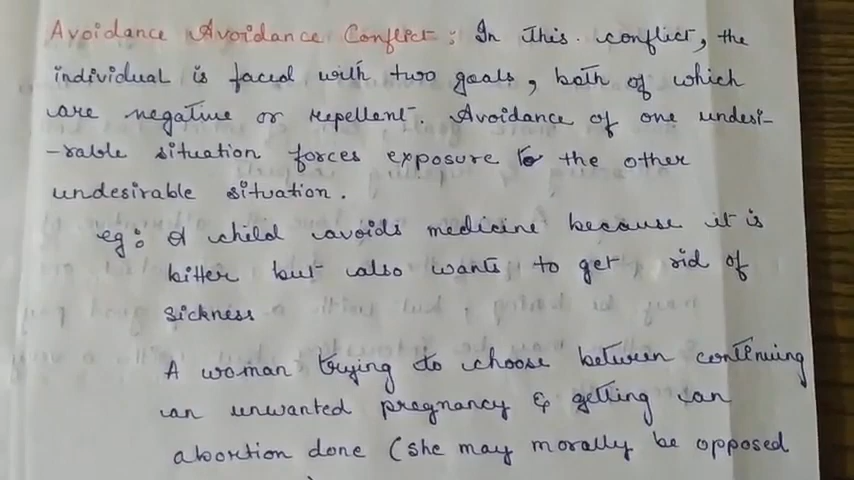 Avoidance Avoidance Conflict : In this conflict, the
individual is faced with two goals, both of which
are negative or repellent. Avoidance of one undesi-
-rable situation forces exposure to the other
undesirable situation.
eg: A child avoids medicine because it is
bitter but also wants to get rid of
sickness
A woman trying to choose between continuing
an unwanted pregnancy & getting an
abortion done (she may morally be opposed